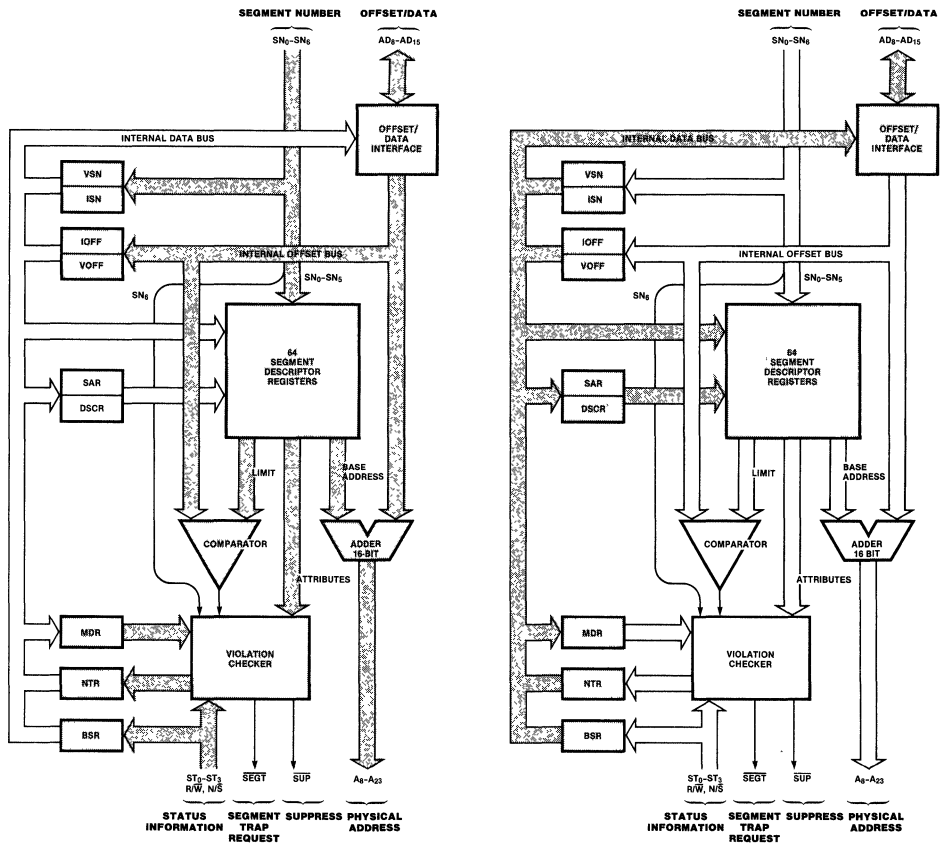 SEGMENT NUMBER
OFFSET/DATA
SN0-SN6
AD8-AD15
OFFSET/
DATA
INTERFACE
INTERNAL DATA BUS
VSN
ISN
IOFF
VOFF
INTERNAL OFFSET BUS
SN6
SN0-SN5
64
SEGMENT
DESCRIPTOR
REGISTERS
SAR
DSCR
LIMIT
BASE
ADDRESS
COMPARATOR
ADDER
16-BIT
ATTRIBUTES
MDR
VIOLATION
CHECKER
NTR
BSR
ST0-ST3
R/W, N/S
SEGT
SUP
A8-A23
STATUS
INFORMATION
SEGMENT
TRAP
REQUEST
SUPPRESS
PHYSICAL
ADDRESS
SEGMENT NUMBER
OFFSET/DATA
SN0-SN6
AD8-AD15
OFFSET/
DATA
INTERFACE
INTERNAL DATA BUS
VSN
ISN
IOFF
VOFF
INTERNAL OFFSET BUS
SN6
SN0-SN5
64
SEGMENT
DESCRIPTOR
REGISTERS
SAR
DSCR
LIMIT
BASE
ADDRESS
COMPARATOR
ADDER
16 BIT
ATTRIBUTES
MDR
VIOLATION
CHECKER
NTR
BSR
ST0-ST3
R/W, N/S
SEGT
SUP
A8-A23
STATUS
INFORMATION
SEGMENT
TRAP
REQUEST
SUPPRESS
PHYSICAL
ADDRESS